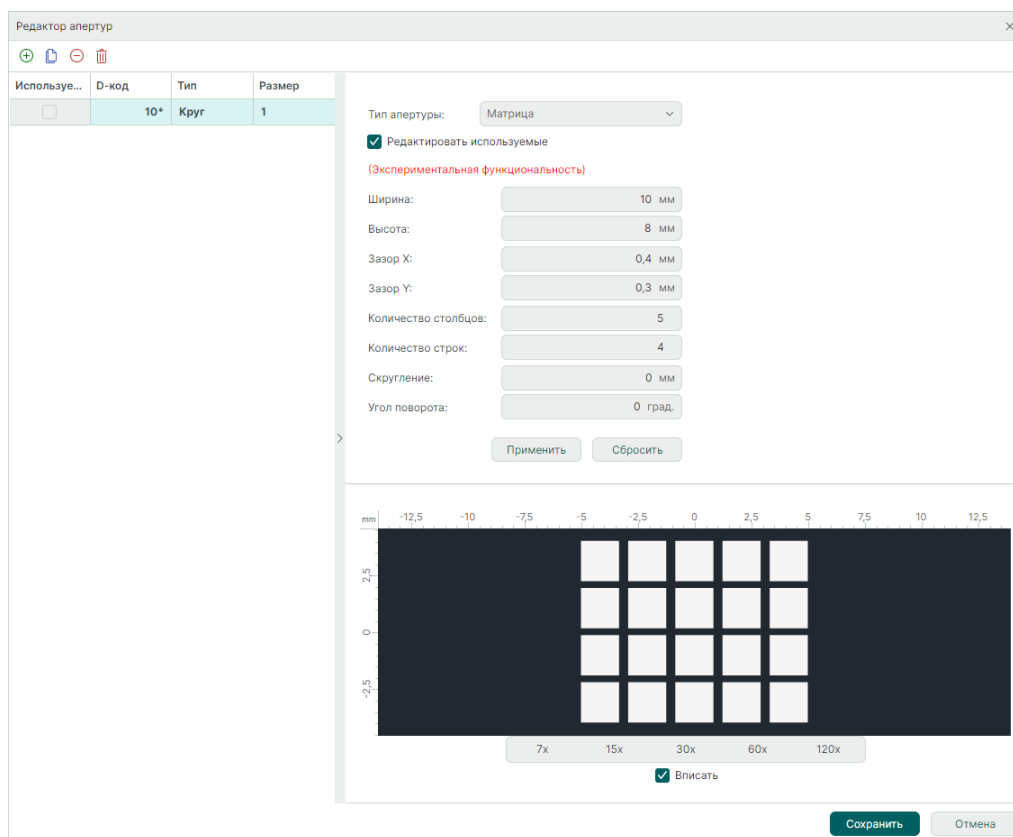 Редактор апертур
Используе... D-код Тип Размер
10* Круг 1
Тип апертуры: Матрица
Редактировать используемые
(Экспериментальная функциональность)
Ширина: 10 мм
Высота: 8 мм
Зазор X: 0,4 мм
Зазор Y: 0,3 мм
Количество столбцов: 5
Количество строк: 4
Скругление: 0 мм
Угол поворота: 0 град.
Применить Сбросить
mm -12,5 -10 -7,5 -5 -2,5 0 2,5 5 7,5 10 12,5
2,5
0
-2,5
7x 15x 30x 60x 120x
Вписать
Сохранить Отмена